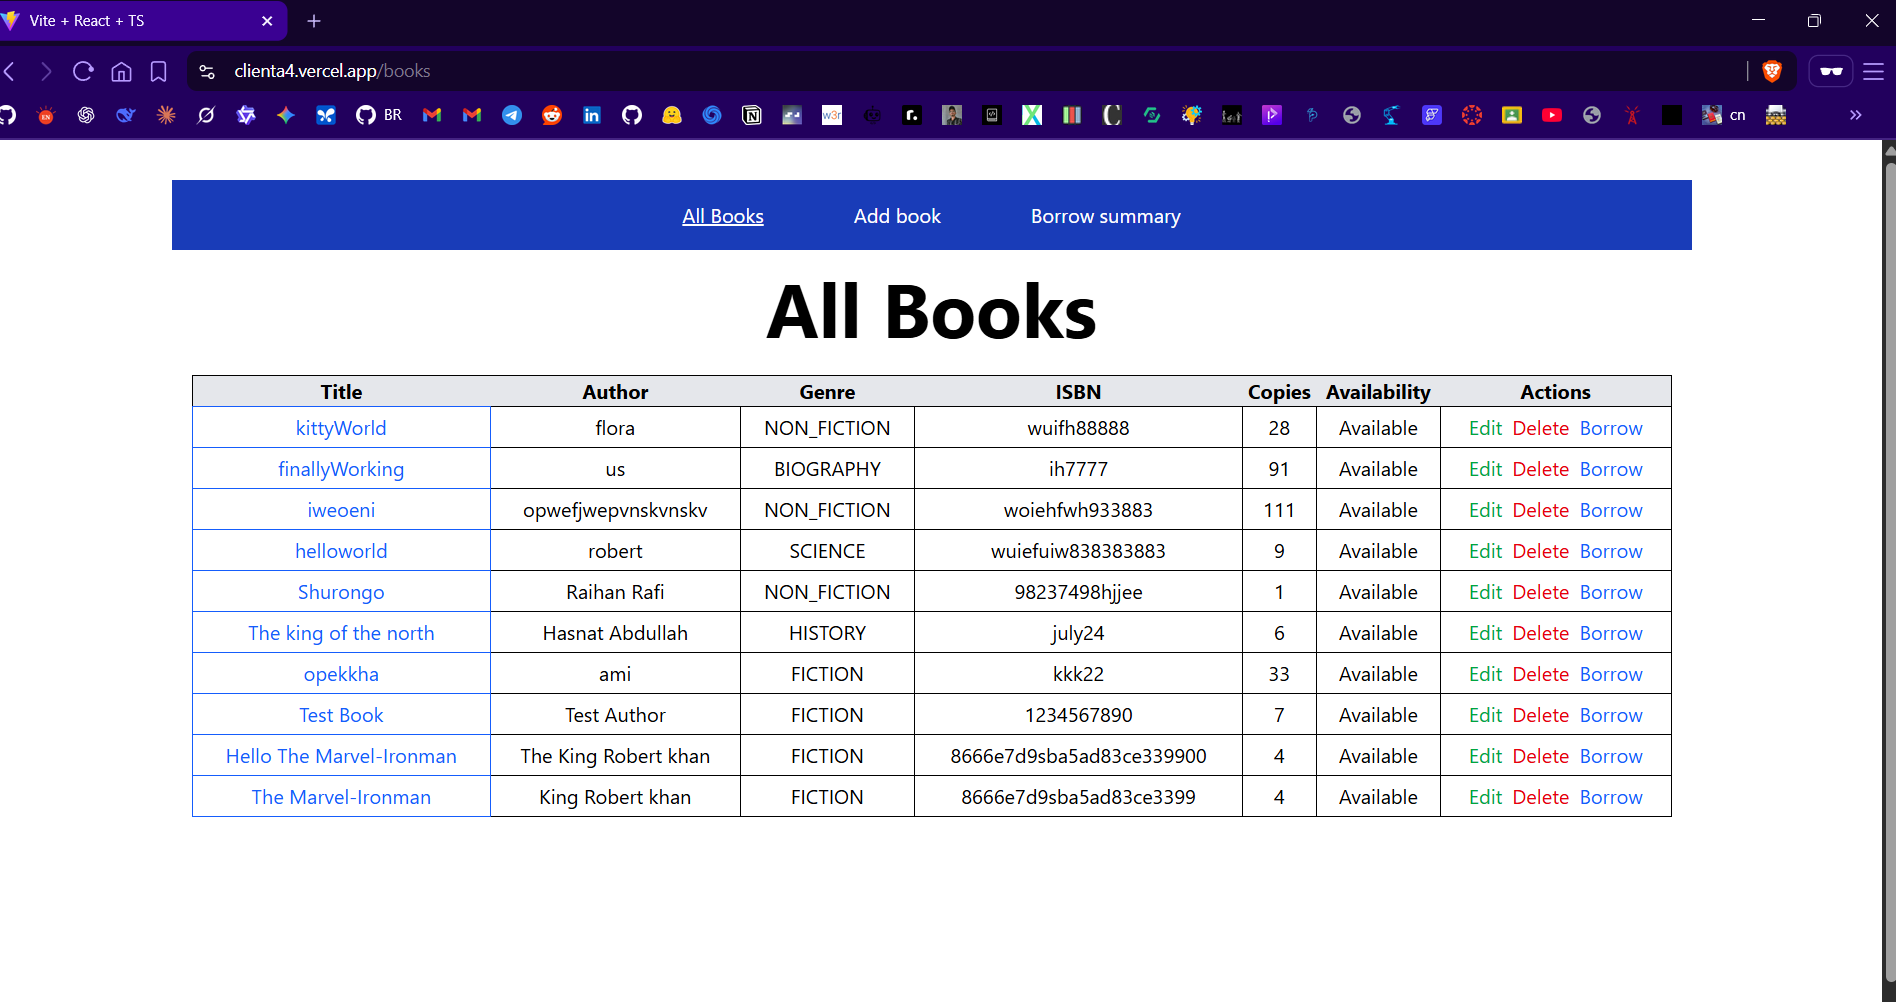 Vite + React + TS
clienta4.vercel.app/books
EN BR w3r cn
All Books Add book Borrow summary
All Books
Title Author Genre ISBN Copies Availability Actions
kittyWorld flora NON_FICTION wuifh88888 28 Available Edit Delete Borrow
finallyWorking us BIOGRAPHY ih7777 91 Available Edit Delete Borrow
iweoeni opwefjwepvnskvnskv NON_FICTION woiehfwh933883 111 Available Edit Delete Borrow
helloworld robert SCIENCE wuiefuiw838383883 9 Available Edit Delete Borrow
Shurongo Raihan Rafi NON_FICTION 98237498hjjee 1 Available Edit Delete Borrow
The king of the north Hasnat Abdullah HISTORY july24 6 Available Edit Delete Borrow
opekkha ami FICTION kkk22 33 Available Edit Delete Borrow
Test Book Test Author FICTION 1234567890 7 Available Edit Delete Borrow
Hello The Marvel-Ironman The King Robert khan FICTION 8666e7d9sba5ad83ce339900 4 Available Edit Delete Borrow
The Marvel-Ironman King Robert khan FICTION 8666e7d9sba5ad83ce3399 4 Available Edit Delete Borrow